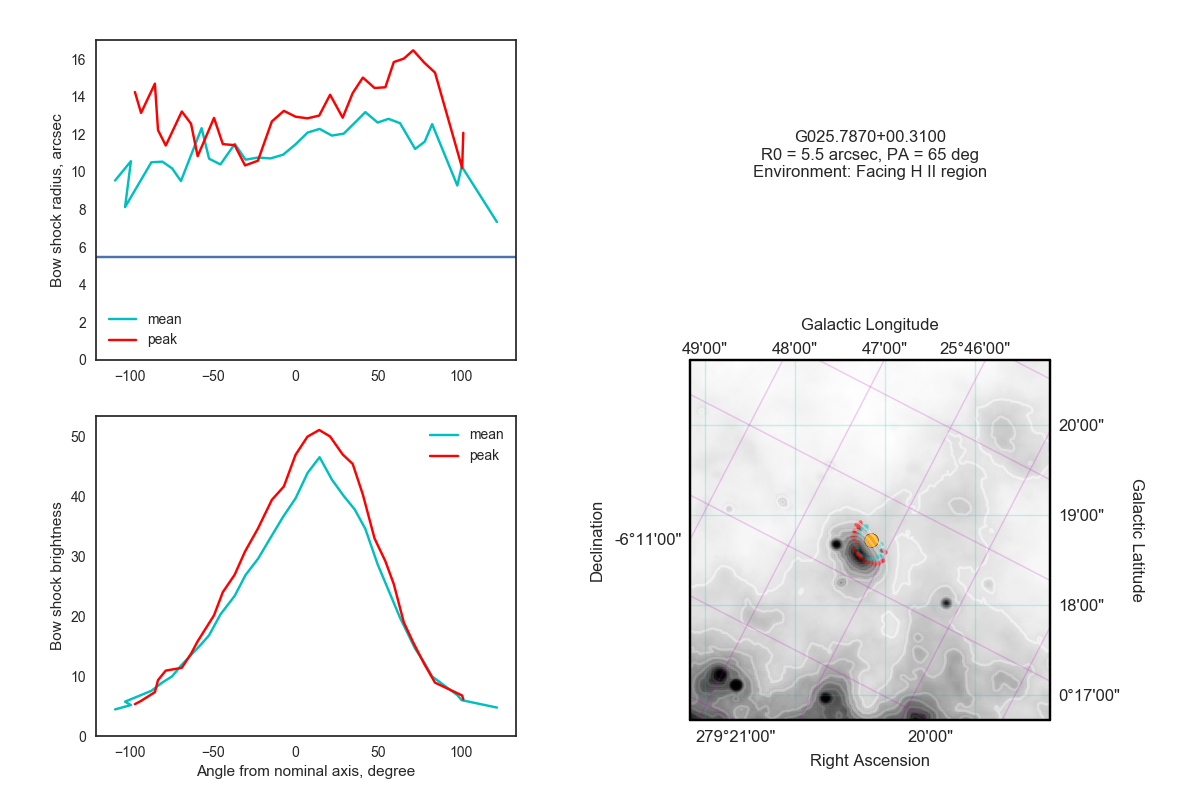 16
14
12
10
8
6
4
2
0
Bow shock radius, arcsec
mean
peak
−100
−50
0
50
100
G025.7870+00.3100
R0 = 5.5 arcsec, PA = 65 deg
Environment: Facing H II region
50
40
30
20
10
0
Bow shock brightness
mean
peak
−100
−50
0
50
100
Angle from nominal axis, degree
Galactic Longitude
49'00"
48'00"
47'00"
25°46'00"
20'00"
19'00"
18'00"
0°17'00"
Galactic Latitude
Declination
-6°11'00"
279°21'00"
20'00"
Right Ascension